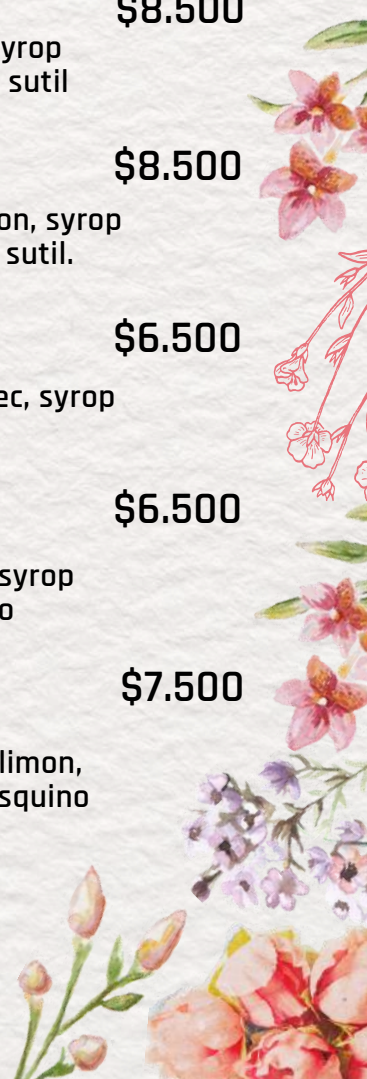 $8.500
yrop
sutil
$8.500
on, syrop
sutil.
$6.500
ec, syrop
$6.500
syrop
o
$7.500
limon,
squino